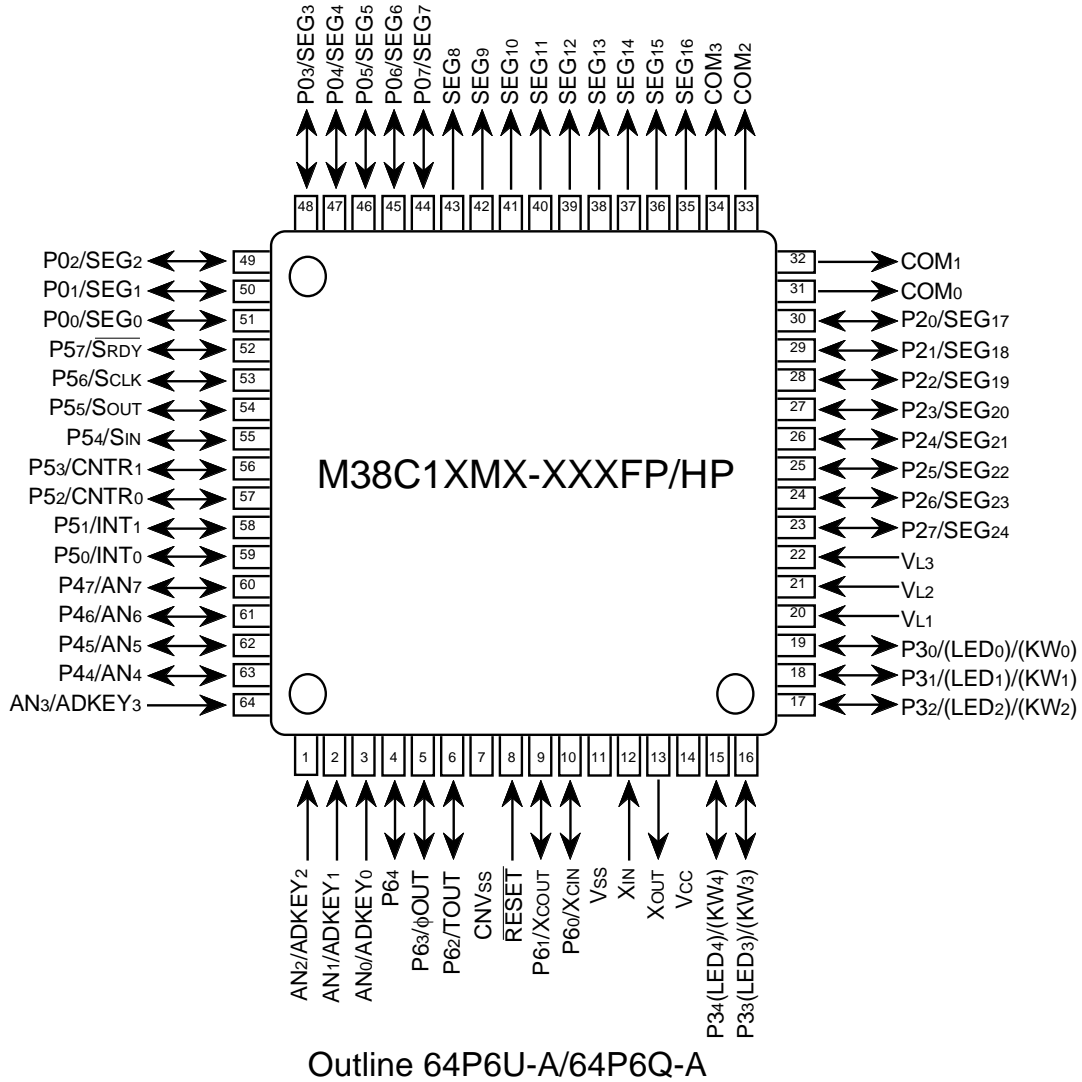 P03/SEG3
P04/SEG4
P05/SEG5
P06/SEG6
P07/SEG7
SEG8
SEG9
SEG10
SEG11
SEG12
SEG13
SEG14
SEG15
SEG16
COM3
COM2
48 47 46 45 44 43 42 41 40 39 38 37 36 35 34 33
P02/SEG2 49
P01/SEG1 50
P00/SEG0 51
P57/SRDY 52
P56/SCLK 53
P55/SOUT 54
P54/SIN 55
P53/CNTR1 56
P52/CNTR0 57
P51/INT1 58
P50/INT0 59
P47/AN7 60
P46/AN6 61
P45/AN5 62
P44/AN4 63
AN3/ADKEY3 64
M38C1XMX-XXXFP/HP
32 COM1
31 COM0
30 P20/SEG17
29 P21/SEG18
28 P22/SEG19
27 P23/SEG20
26 P24/SEG21
25 P25/SEG22
24 P26/SEG23
23 P27/SEG24
22 VL3
21 VL2
20 VL1
19 P30/(LED0)/(KW0)
18 P31/(LED1)/(KW1)
17 P32/(LED2)/(KW2)
1 2 3 4 5 6 7 8 9 10 11 12 13 14 15 16
AN2/ADKEY2
AN1/ADKEY1
AN0/ADKEY0
P64
P63/ϕOUT
P62/TOUT
CNVSS
RESET
P61/XCOUT
P60/XCIN
VSS
XIN
XOUT
VCC
P34(LED4)/(KW4)
P33(LED3)/(KW3)
Outline 64P6U-A/64P6Q-A